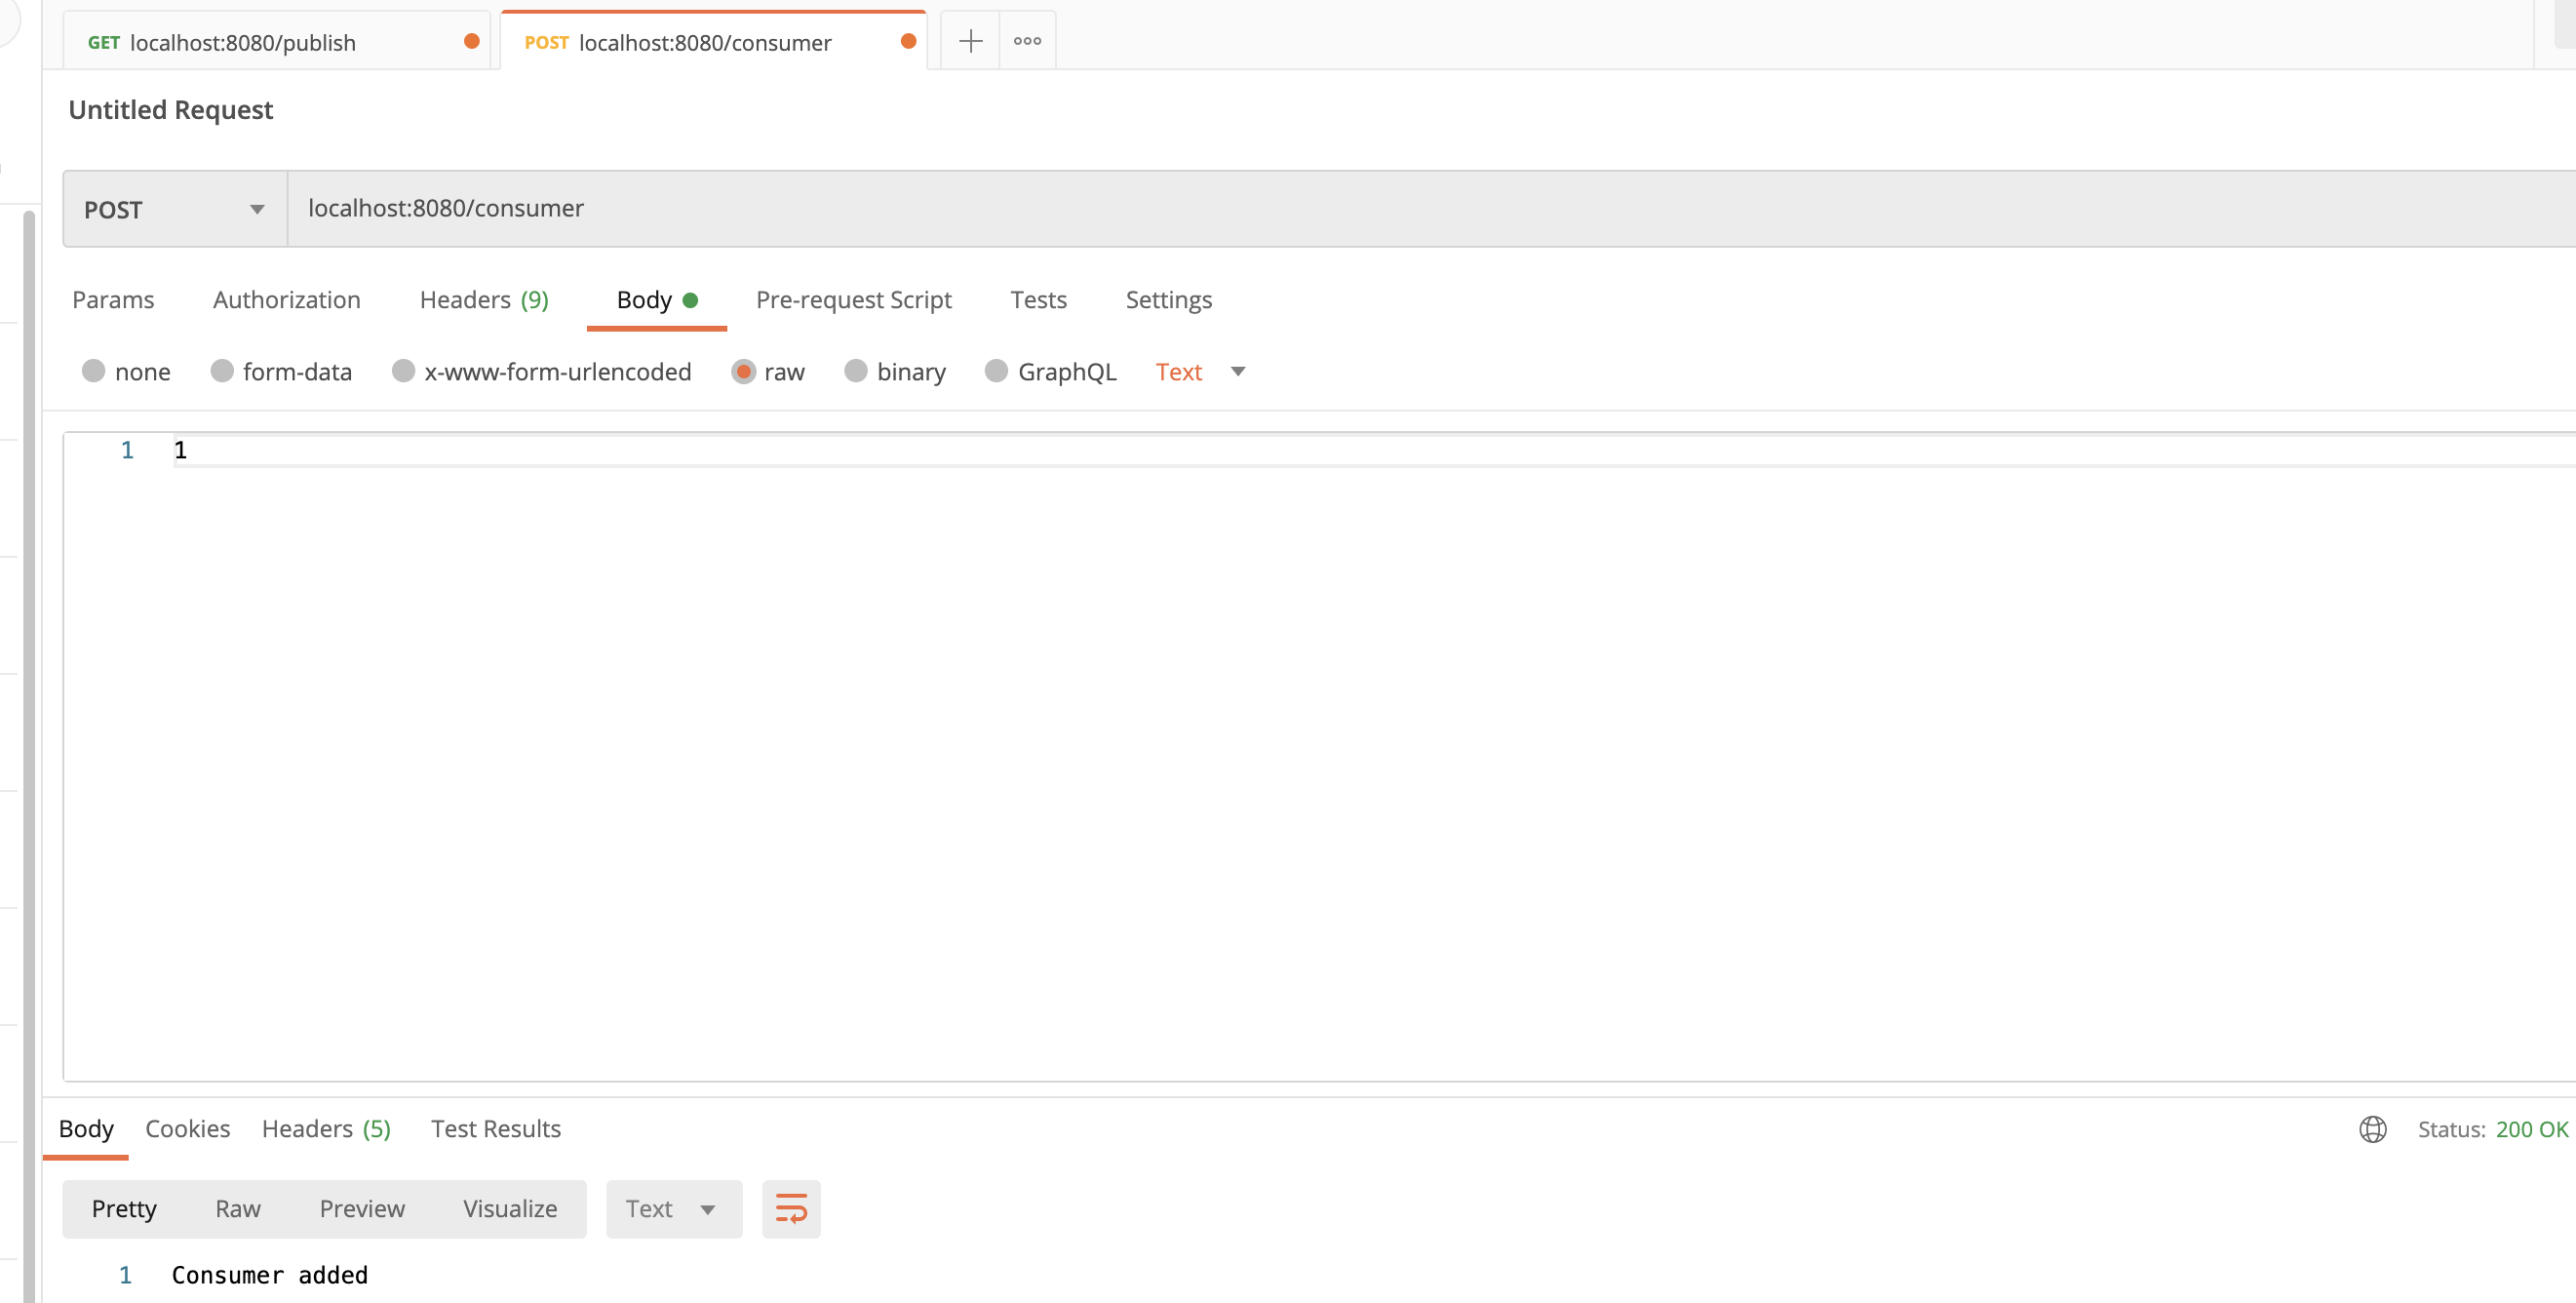 GET localhost:8080/publish POST localhost:8080/consumer
Untitled Request
POST localhost:8080/consumer
Params Authorization Headers (9) Body Pre-request Script Tests Settings
none form-data x-www-form-urlencoded raw binary GraphQL Text
1 1
Body Cookies Headers (5) Test Results Status: 200 OK
Pretty Raw Preview Visualize Text
1 Consumer added